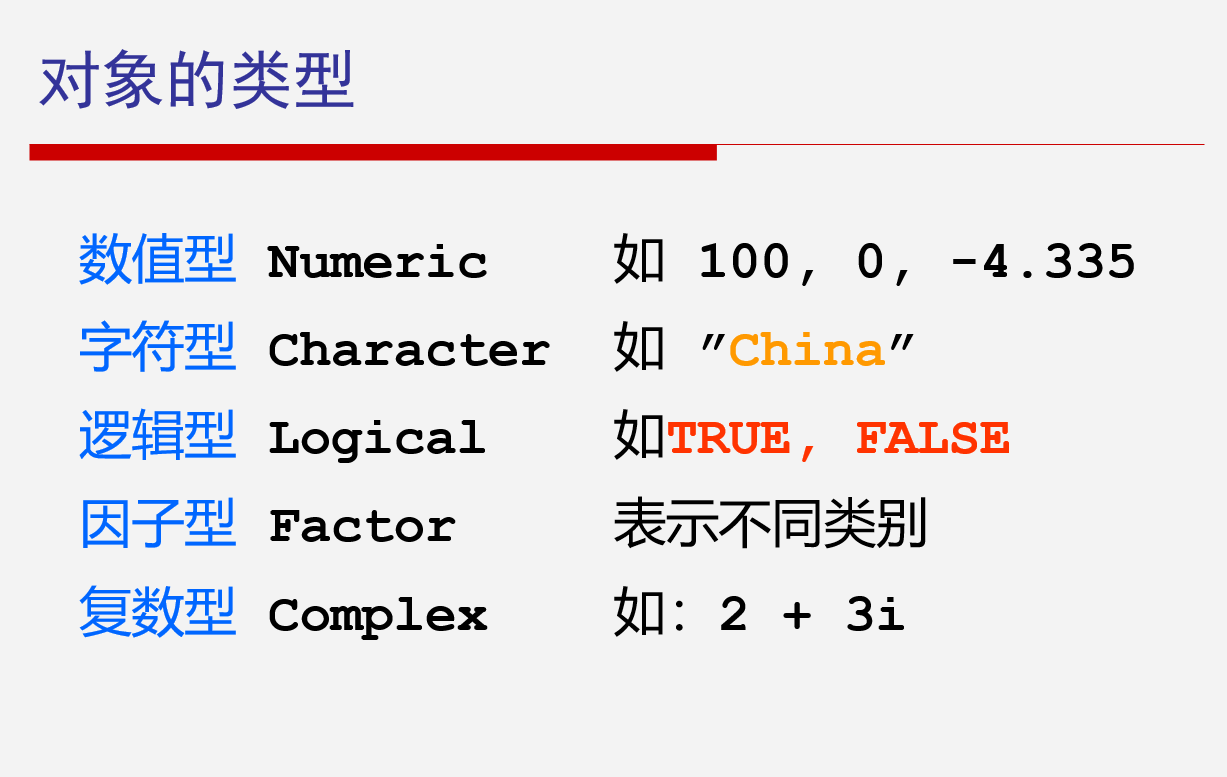 对象的类型
数值型 Numeric 如 100, 0, -4.335
字符型 Character 如 ”China”
逻辑型 Logical 如TRUE, FALSE
因子型 Factor 表示不同类别
复数型 Complex 如：2 + 3i